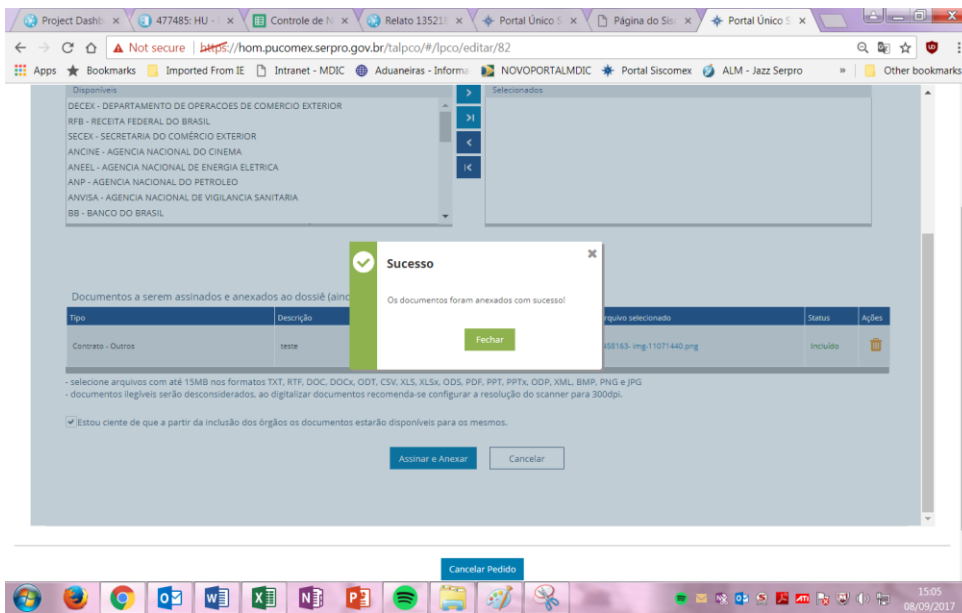 Project Dashb
477485: HU -
Controle de N
Relato 13521
Portal Único S
Página do Sis
Portal Único S
Not secure | https://hom.pucomex.serpro.gov.br/talpco/#/lpco/editar/82
Apps Bookmarks Imported From IE Intranet - MDIC Aduaneiras - Informa NOVOPORTALMDIC Portal Siscomex ALM - Jazz Serpro » Other bookmarks
Disponíveis
Selecionados
DECEX - DEPARTAMENTO DE OPERACOES DE COMERCIO EXTERIOR
RFB - RECEITA FEDERAL DO BRASIL
SECEX - SECRETARIA DO COMÉRCIO EXTERIOR
ANCINE - AGENCIA NACIONAL DO CINEMA
ANEEL - AGENCIA NACIONAL DE ENERGIA ELETRICA
ANP - AGENCIA NACIONAL DO PETROLEO
ANVISA - AGENCIA NACIONAL DE VIGILANCIA SANITARIA
BB - BANCO DO BRASIL
Sucesso
Os documentos foram anexados com sucesso!
Fechar
Documentos a serem assinados e anexados ao dossiê (ainc
Tipo Descrição rquivo selecionado Status Ações
Contrato - Outros teste 458163- img-11071440.png Incluído
- selecione arquivos com até 15MB nos formatos TXT, RTF, DOC, DOCx, ODT, CSV, XLS, XLSx, ODS, PDF, PPT, PPTx, ODP, XML, BMP, PNG e JPG
- documentos ilegíveis serão desconsiderados, ao digitalizar documentos recomenda-se configurar a resolução do scanner para 300dpi.
Estou ciente de que a partir da inclusão dos órgãos os documentos estarão disponíveis para os mesmos.
Assinar e Anexar Cancelar
Cancelar Pedido
15:05
08/09/2017